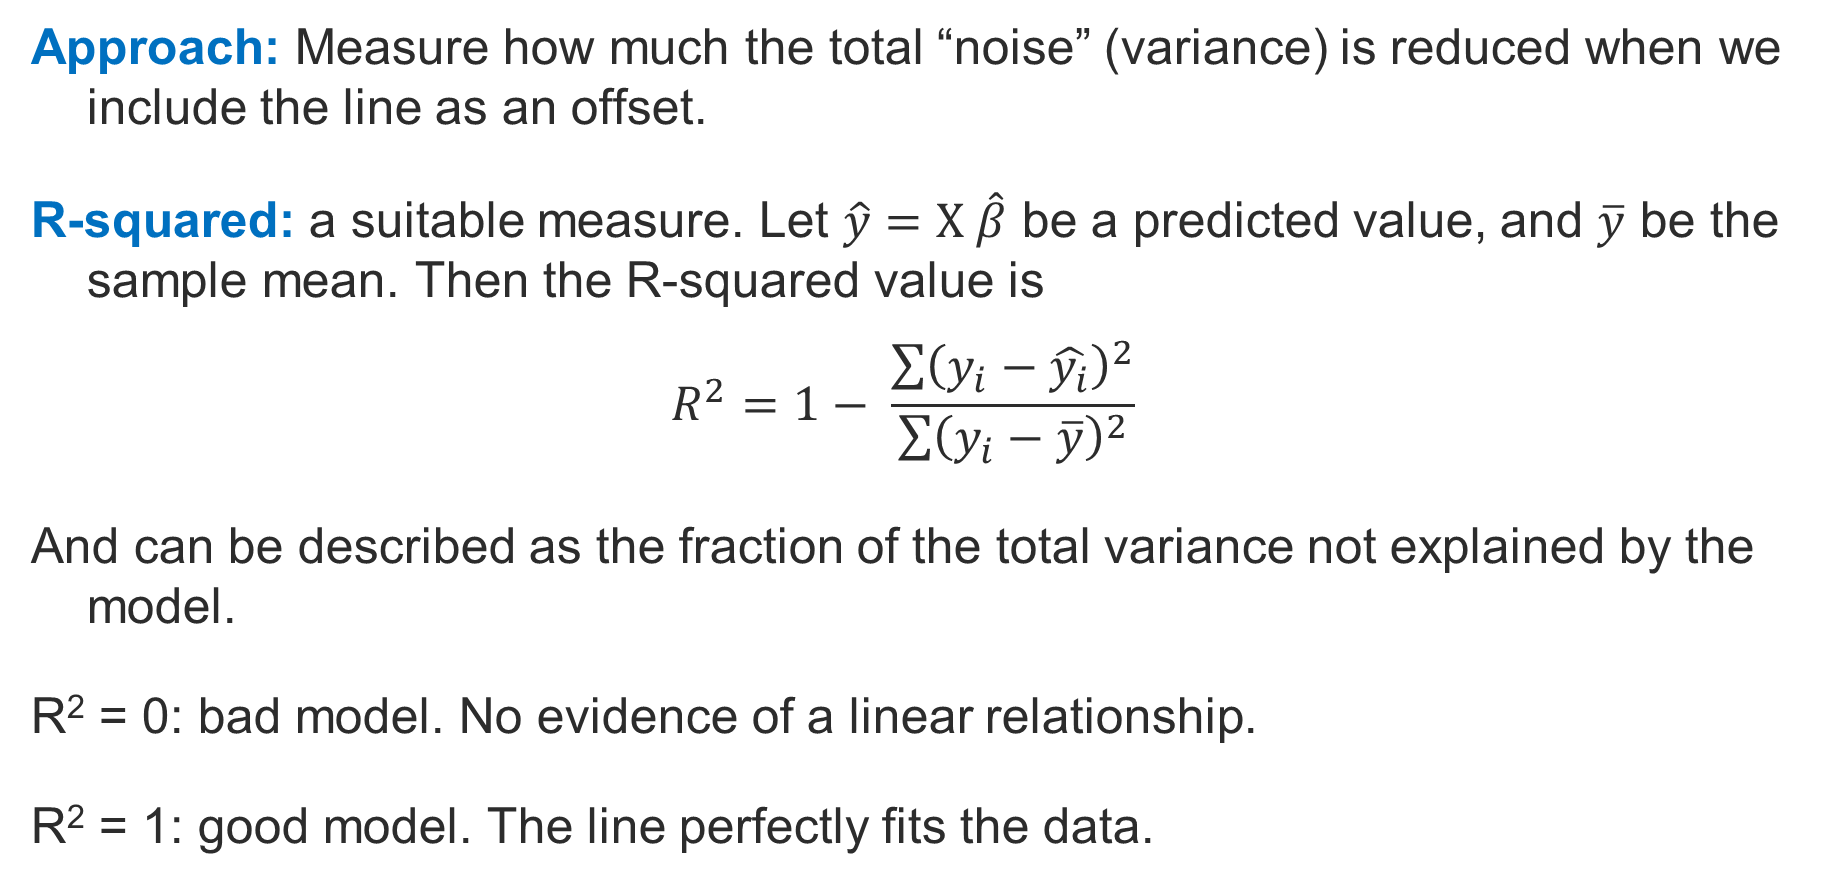 Approach: Measure how much the total “noise” (variance) is reduced when we
include the line as an offset.
R-squared: a suitable measure. Let ŷ = X β̂ be a predicted value, and ȳ be the
sample mean. Then the R-squared value is
R² = 1 − ∑(yᵢ − ŷᵢ)² / ∑(yᵢ − ȳ)²
And can be described as the fraction of the total variance not explained by the
model.
R² = 0: bad model. No evidence of a linear relationship.
R² = 1: good model. The line perfectly fits the data.